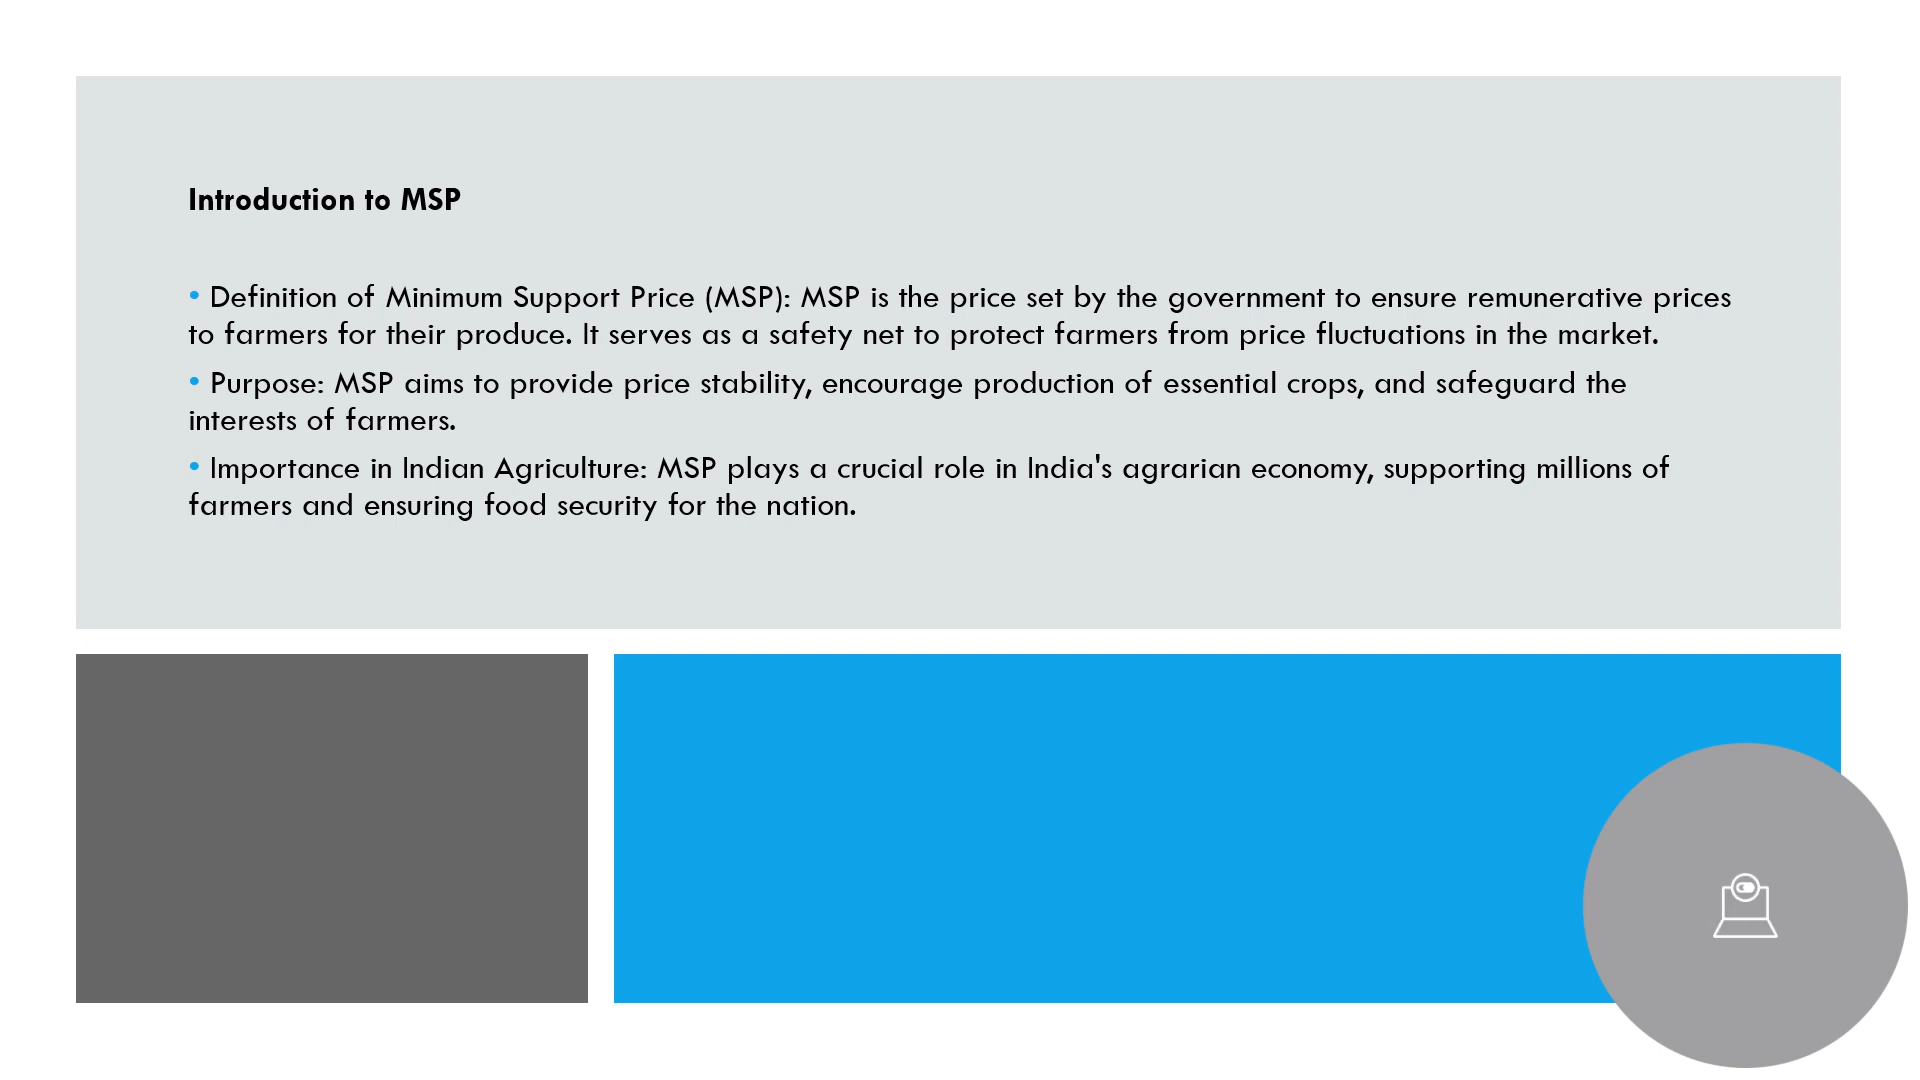 Introduction to MSP
• Definition of Minimum Support Price (MSP): MSP is the price set by the government to ensure remunerative prices
to farmers for their produce. It serves as a safety net to protect farmers from price fluctuations in the market.
• Purpose: MSP aims to provide price stability, encourage production of essential crops, and safeguard the
interests of farmers.
• Importance in Indian Agriculture: MSP plays a crucial role in India's agrarian economy, supporting millions of
farmers and ensuring food security for the nation.